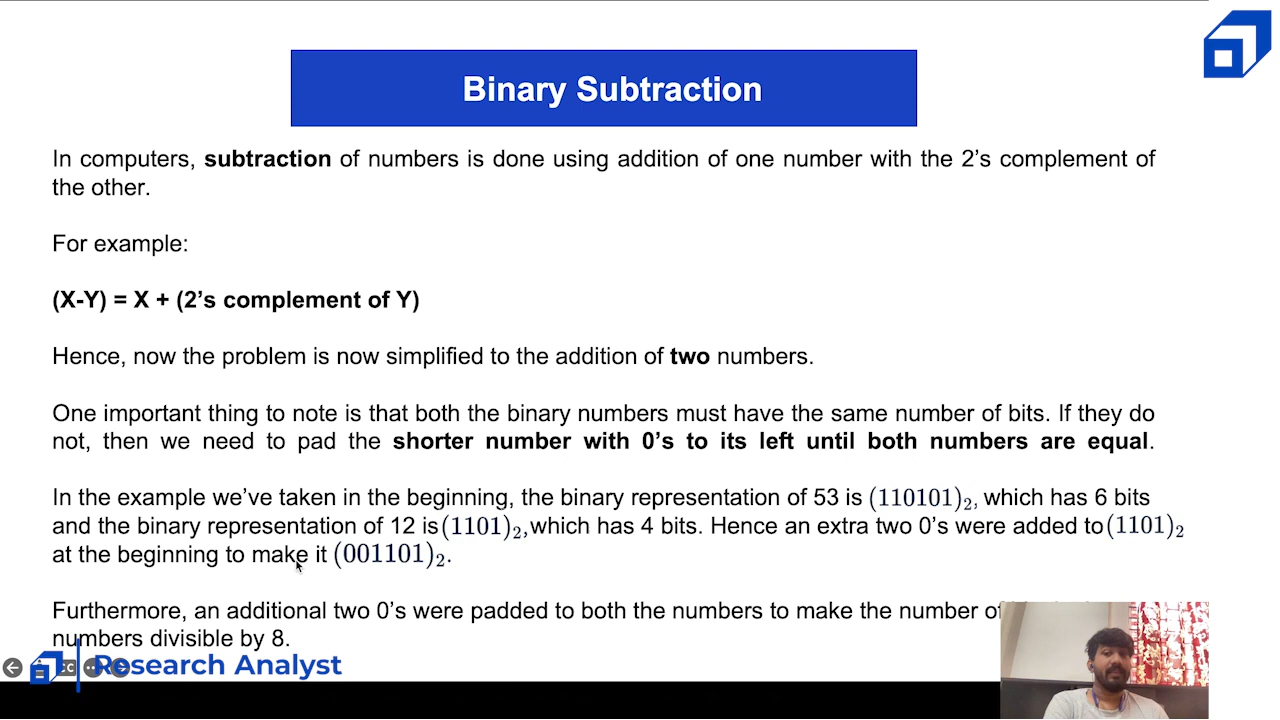 Binary Subtraction
In computers, subtraction of numbers is done using addition of one number with the 2's complement of
the other.
For example:
(X-Y) = X + (2's complement of Y)
Hence, now the problem is now simplified to the addition of two numbers.
One important thing to note is that both the binary numbers must have the same number of bits. If they do
not, then we need to pad the shorter number with 0's to its left until both numbers are equal.
In the example we've taken in the beginning, the binary representation of 53 is (110101)₂, which has 6 bits
and the binary representation of 12 is (1101)₂, which has 4 bits. Hence an extra two 0's were added to (1101)₂
at the beginning to make it (001101)₂.
Furthermore, an additional two 0's were padded to both the numbers to make the number of
numbers divisible by 8.
Research Analyst